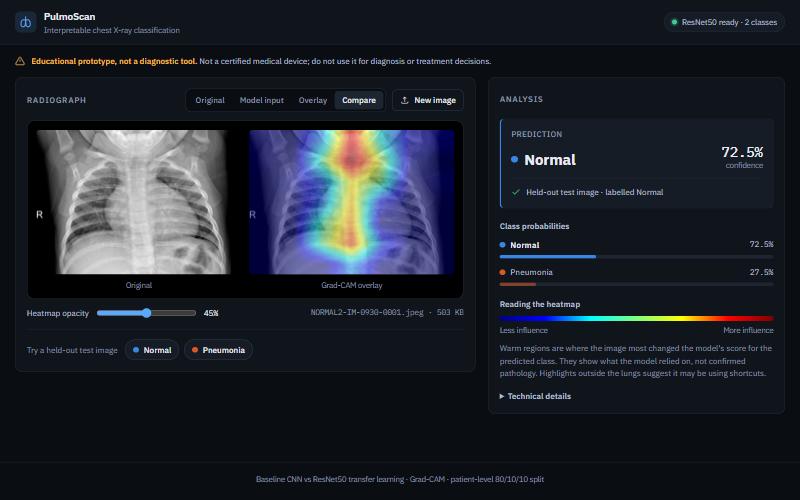 PulmoScan
Interpretable chest X-ray classification
ResNet50 ready · 2 classes
Educational prototype, not a diagnostic tool. Not a certified medical device; do not use it for diagnosis or treatment decisions.
RADIOGRAPH
Original Model input Overlay Compare New image
R
R
Original
Grad-CAM overlay
Heatmap opacity 45% NORMAL2-IM-0930-0001.jpeg · 503 KB
Try a held-out test image Normal Pneumonia
ANALYSIS
PREDICTION
Normal
72.5%
confidence
Held-out test image · labelled Normal
Class probabilities
Normal 72.5%
Pneumonia 27.5%
Reading the heatmap
Less influence More influence
Warm regions are where the image most changed the model's score for the
predicted class. They show what the model relied on, not confirmed
pathology. Highlights outside the lungs suggest it may be using shortcuts.
Technical details
Baseline CNN vs ResNet50 transfer learning · Grad-CAM · patient-level 80/10/10 split